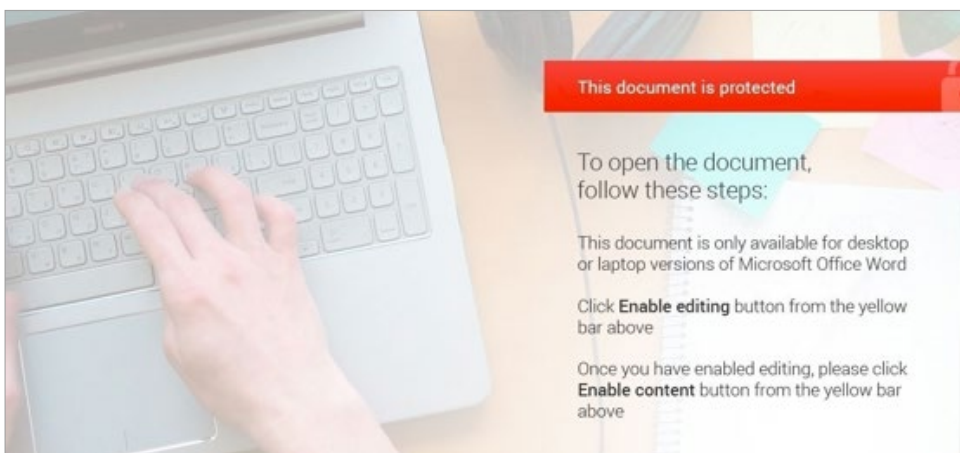 This document is protected
To open the document,
follow these steps:
This document is only available for desktop
or laptop versions of Microsoft Office Word
Click Enable editing button from the yellow
bar above
Once you have enabled editing, please click
Enable content button from the yellow bar
above